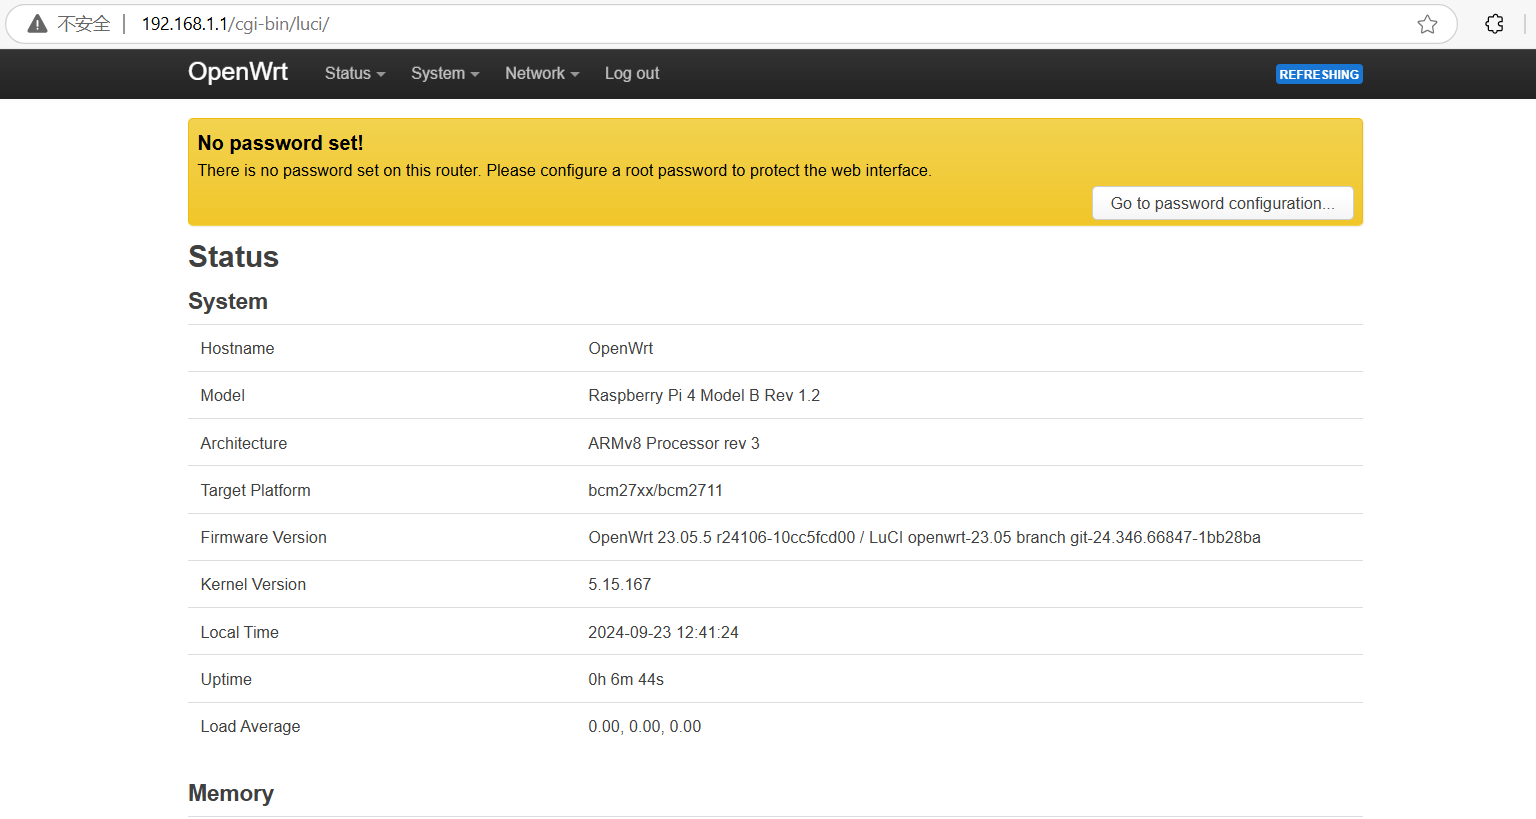 不安全 192.168.1.1/cgi-bin/luci/
OpenWrt Status System Network Log out REFRESHING
No password set!
There is no password set on this router. Please configure a root password to protect the web interface.
Go to password configuration...
Status
System
Hostname OpenWrt
Model Raspberry Pi 4 Model B Rev 1.2
Architecture ARMv8 Processor rev 3
Target Platform bcm27xx/bcm2711
Firmware Version OpenWrt 23.05.5 r24106-10cc5fcd00 / LuCI openwrt-23.05 branch git-24.346.66847-1bb28ba
Kernel Version 5.15.167
Local Time 2024-09-23 12:41:24
Uptime 0h 6m 44s
Load Average 0.00, 0.00, 0.00
Memory